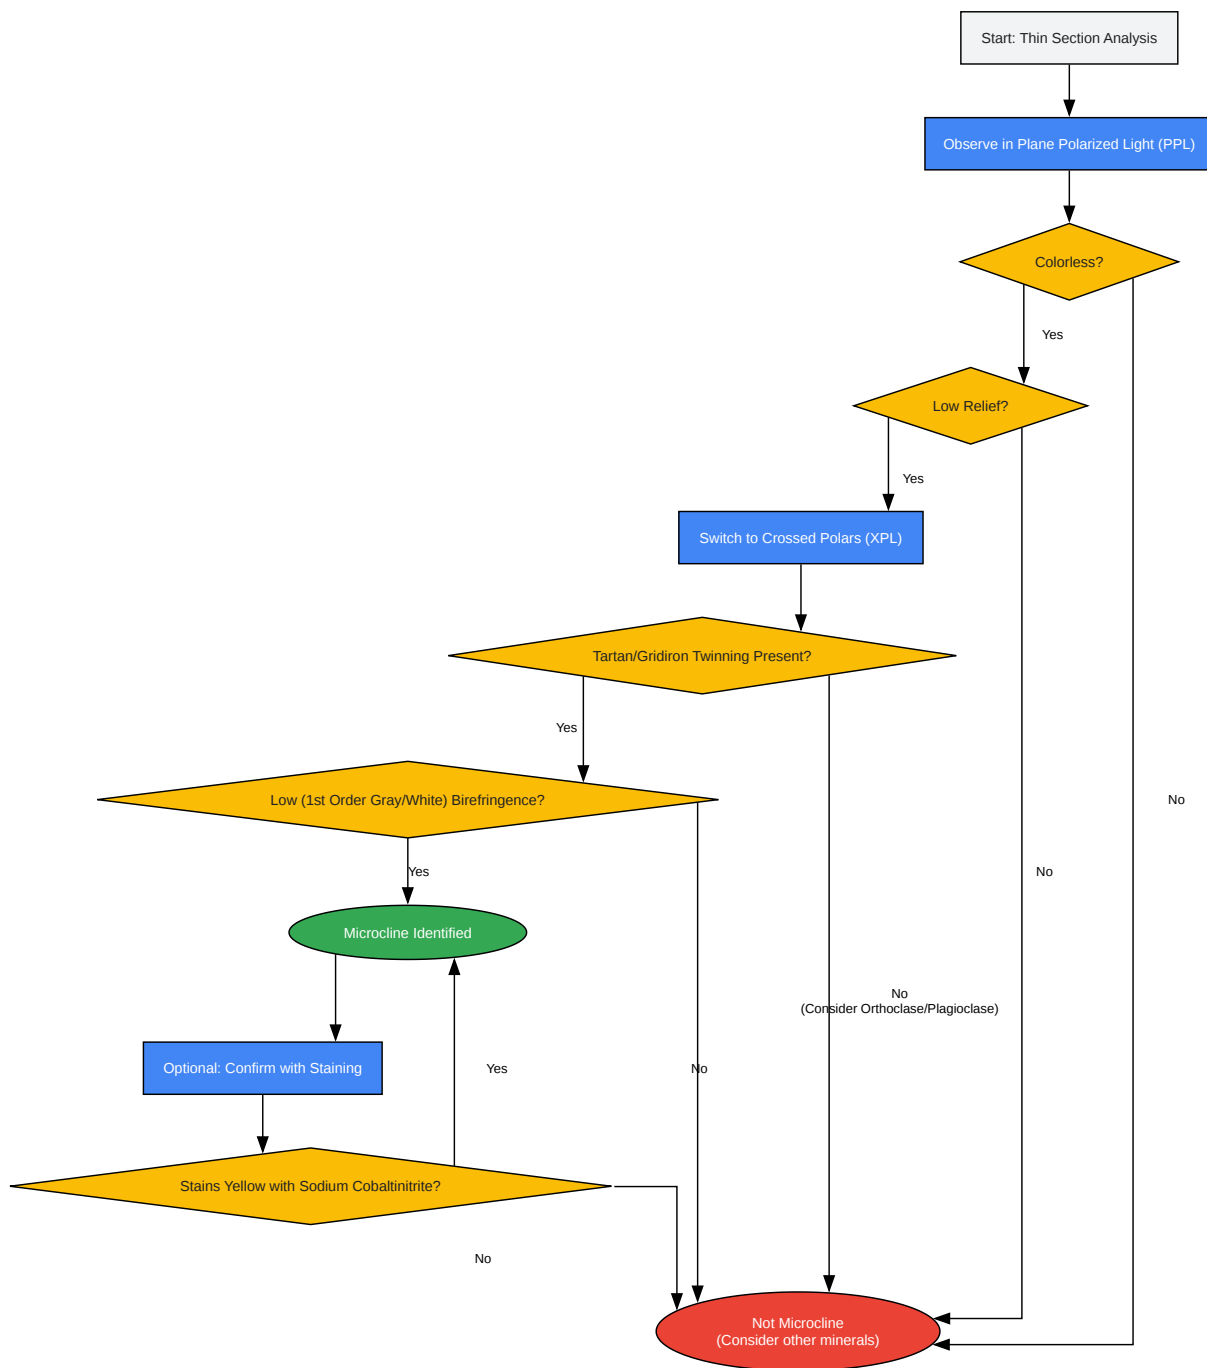 Start: Thin Section Analysis
Observe in Plane Polarized Light (PPL)
Colorless?
Yes
Low Relief?
Yes
Switch to Crossed Polars (XPL)
Tartan/Gridiron Twinning Present?
Yes
Low (1st Order Gray/White) Birefringence?
No
Yes
No
Microcline Identified
No
(Consider Orthoclase/Plagioclase)
Optional: Confirm with Staining
Yes
No
Stains Yellow with Sodium Cobaltinitrite?
No
Not Microcline
(Consider other minerals)